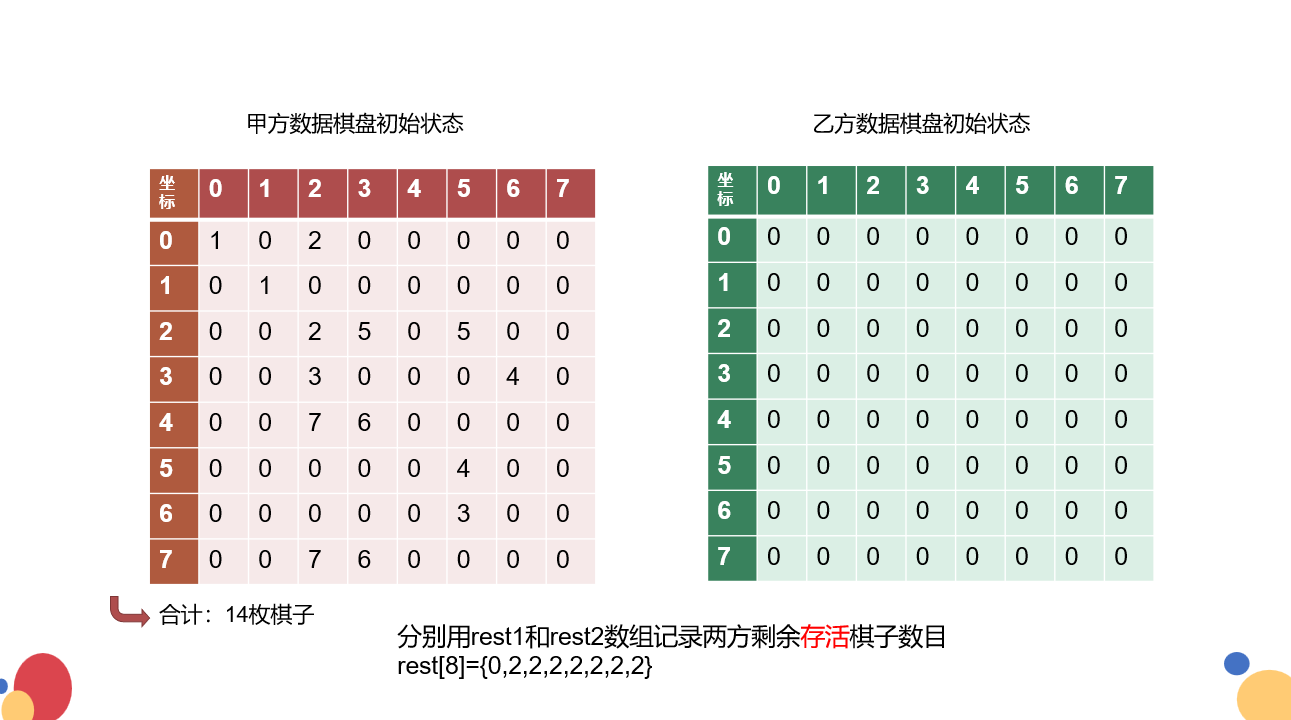 甲方数据棋盘初始状态
坐标 0 1 2 3 4 5 6 7
0 1 0 2 0 0 0 0 0
1 0 1 0 0 0 0 0 0
2 0 0 2 5 0 5 0 0
3 0 0 3 0 0 0 4 0
4 0 0 7 6 0 0 0 0
5 0 0 0 0 0 4 0 0
6 0 0 0 0 0 3 0 0
7 0 0 7 6 0 0 0 0
合计：14枚棋子
乙方数据棋盘初始状态
坐标 0 1 2 3 4 5 6 7
0 0 0 0 0 0 0 0 0
1 0 0 0 0 0 0 0 0
2 0 0 0 0 0 0 0 0
3 0 0 0 0 0 0 0 0
4 0 0 0 0 0 0 0 0
5 0 0 0 0 0 0 0 0
6 0 0 0 0 0 0 0 0
7 0 0 0 0 0 0 0 0
分别用rest1和rest2数组记录两方剩余存活棋子数目
rest[8]={0,2,2,2,2,2,2,2}